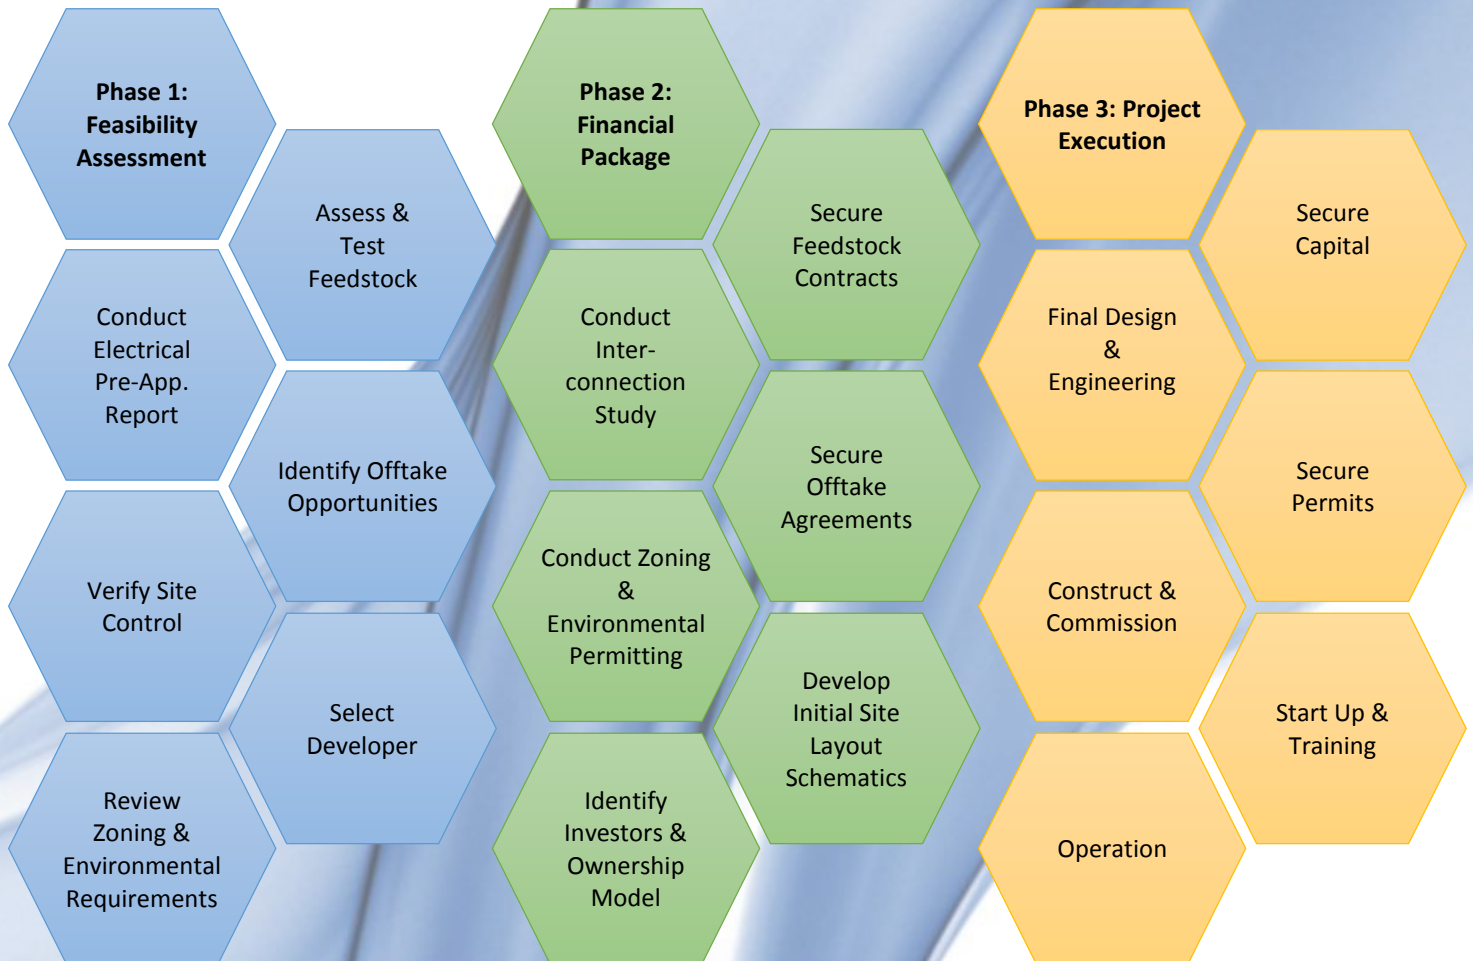 Phase 1:
Feasibility
Assessment
Assess &
Test
Feedstock
Conduct
Electrical
Pre-App.
Report
Identify Offtake
Opportunities
Verify Site
Control
Select
Developer
Review
Zoning &
Environmental
Requirements
Phase 2:
Financial
Package
Secure
Feedstock
Contracts
Conduct
Inter-
connection
Study
Secure
Offtake
Agreements
Conduct Zoning
&
Environmental
Permitting
Develop
Initial Site
Layout
Schematics
Identify
Investors &
Ownership
Model
Phase 3: Project
Execution
Secure
Capital
Final Design
&
Engineering
Secure
Permits
Construct &
Commission
Start Up &
Training
Operation